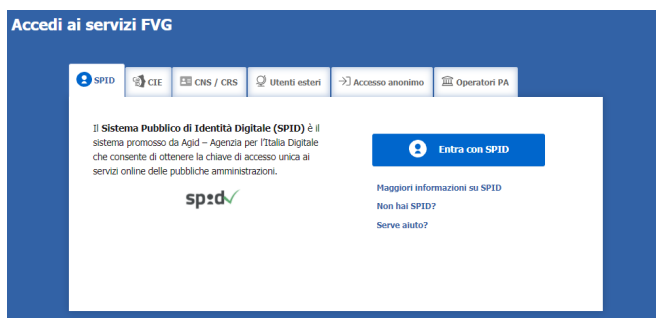 Accedi ai servizi FVG
SPID CIE CNS / CRS Utenti esteri Accesso anonimo Operatori PA
Il Sistema Pubblico di Identità Digitale (SPID) è il
sistema promosso da Agid – Agenzia per l'Italia Digitale
che consente di ottenere la chiave di accesso unica ai
servizi online delle pubbliche amministrazioni.
spid
Entra con SPID
Maggiori informazioni su SPID
Non hai SPID?
Serve aiuto?